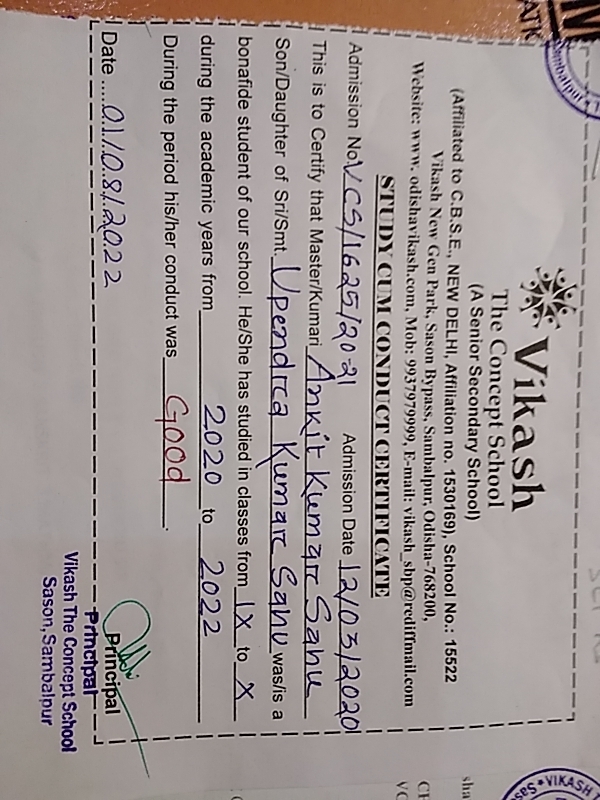 Vikash
The Concept School
(A Senior Secondary School)
(Affiliated to C.B.S.E., NEW DELHI, Affiliation no. 1530169), School No.: 15522
Vikash New Gen Park, Sason Bypass, Sambalpur, Odisha-768200,
Website: www. odishavikash.com, Mob: 9937979999, E-mail: vikash_sbp@rediffmail.com
STUDY CUM CONDUCT CERTIFICATE
Admission No. VCS/1625/20-21 Admission Date 12/03/2020
This is to Certify that Master/Kumari Ankit Kumar Sahu
Son/Daughter of Sri/Smt. Upendra Kumar Sahu was/is a
bonafide student of our school. He/She has studied in classes from IX to X
during the academic years from 2020 to 2022
During the period his/her conduct was Good.
Date .....01/08/2022
Principal
Principal
Vikash The Concept School
Sason, Sambalpur
Sambalpur
VIKASH